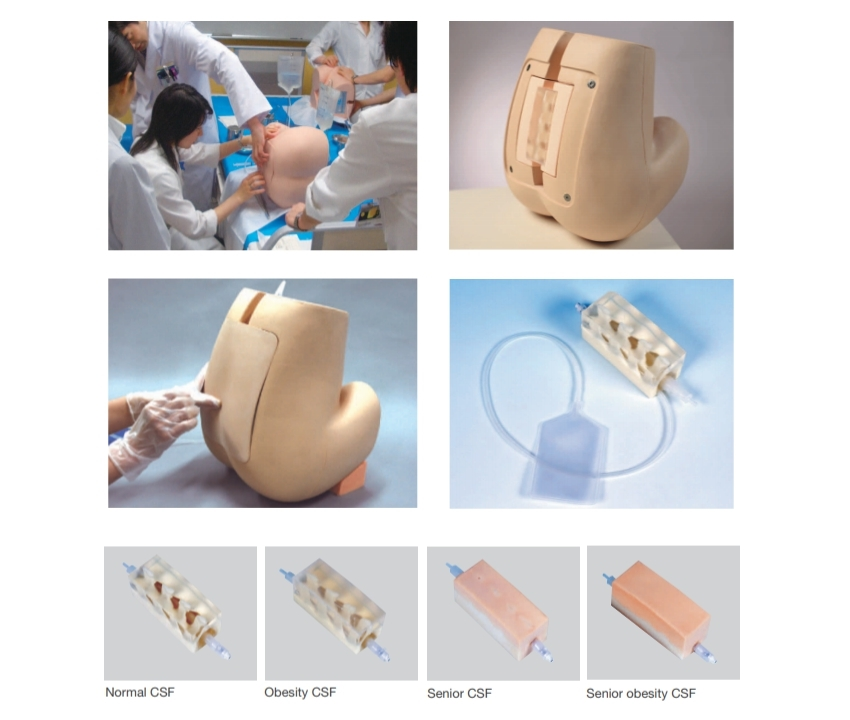 Normal CSF
Obesity CSF
Senior CSF
Senior obesity CSF